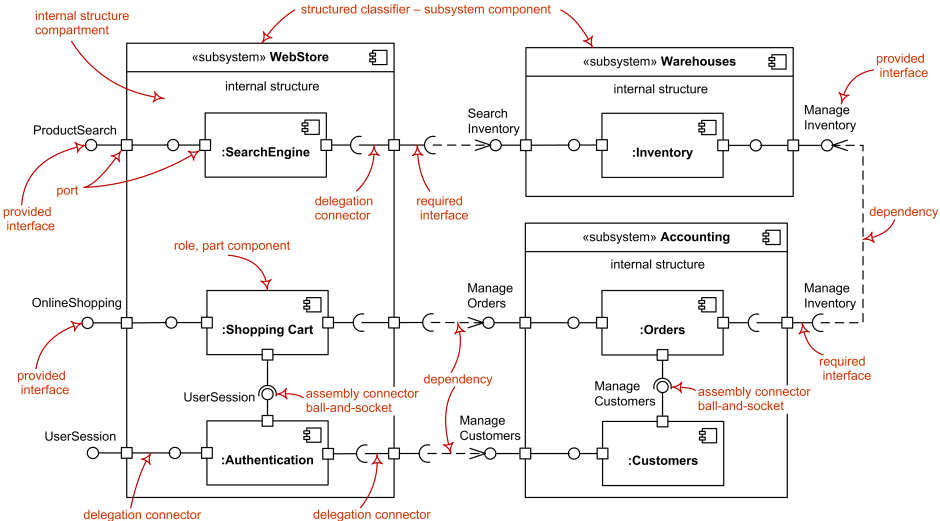 structured classifier – subsystem component
internal structure
compartment
«subsystem» WebStore
internal structure
«subsystem» Warehouses
internal structure
provided
interface
ProductSearch
:SearchEngine
Search
Inventory
:Inventory
Manage
Inventory
port
provided
interface
delegation
connector
required
interface
dependency
role, part component
«subsystem» Accounting
internal structure
OnlineShopping
:Shopping Cart
Manage
Orders
:Orders
Manage
Inventory
provided
interface
dependency
required
interface
UserSession
assembly connector
ball-and-socket
Manage
Customers
assembly connector
ball-and-socket
UserSession
:Authentication
Manage
Customers
:Customers
delegation connector
delegation connector